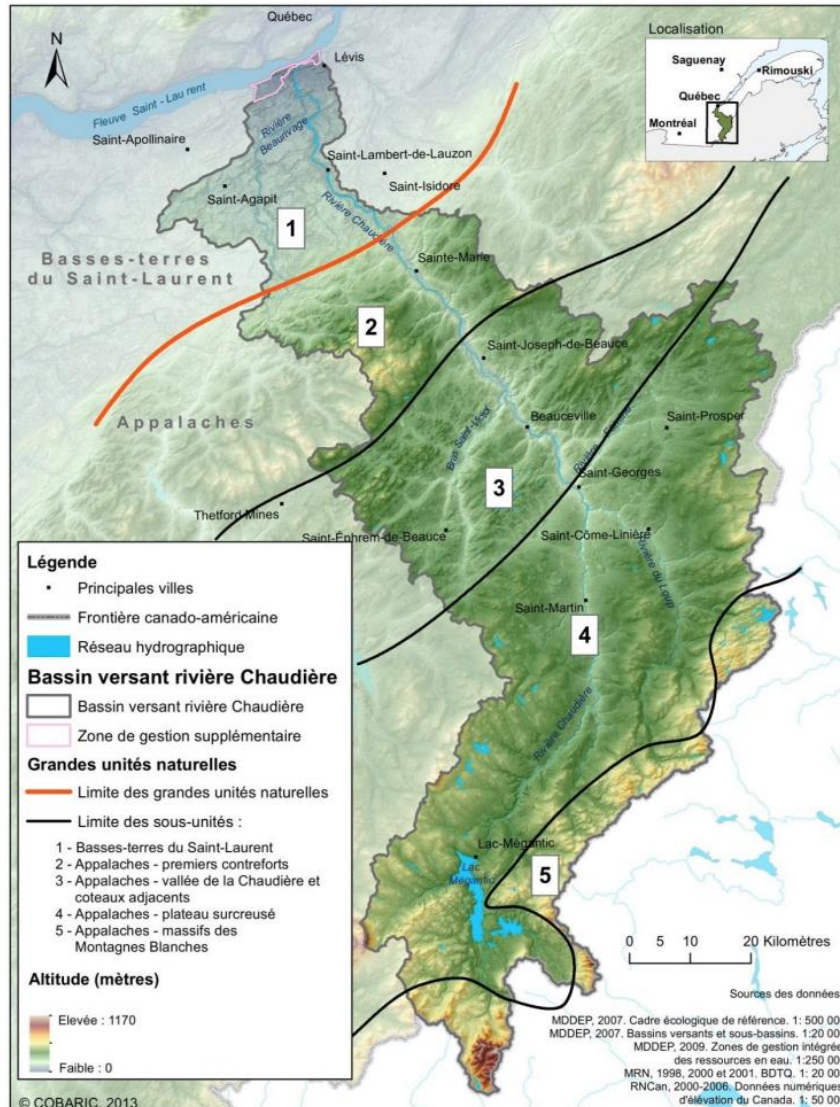 Québec
N
Lévis
Fleuve Saint-Laurent
Saint-Apollinaire
Rivière Beaurivage
Saint-Lambert-de-Lauzon
Saint-Isidore
Saint-Agapit
Rivière Chaudière
1
Basses-terres
du Saint-Laurent
Sainte-Marie
2
Saint-Joseph-de-Beauce
Appalaches
Beauceville
Saint-Prosper
Bras Saint-Victor
Rivière Famine
3
Saint-Georges
Thetford Mines
Saint-Éphrem-de-Beauce
Saint-Côme-Linière
Rivière du Loup
Saint-Martin
4
Rivière Chaudière
Lac-Mégantic
Lac
Mégantic
5
Localisation
Saguenay
Rimouski
Québec
Montréal
Légende
Principales villes
Frontière canado-américaine
Réseau hydrographique
Bassin versant rivière Chaudière
Bassin versant rivière Chaudière
Zone de gestion supplémentaire
Grandes unités naturelles
Limite des grandes unités naturelles
Limite des sous-unités :
1 - Basses-terres du Saint-Laurent
2 - Appalaches - premiers contreforts
3 - Appalaches - vallée de la Chaudière et
coteaux adjacents
4 - Appalaches - plateau surcreusé
5 - Appalaches - massifs des
Montagnes Blanches
Altitude (mètres)
Elevée : 1170
Faible : 0
0 5 10 20 Kilomètres
Sources des données
MDDEP, 2007. Cadre écologique de référence. 1: 500 00
MDDEP, 2007. Bassins versants et sous-bassins. 1:20 00
MDDEP, 2009. Zones de gestion intégrée
des ressources en eau. 1:250 00
MRN, 1998, 2000 et 2001. BDTQ. 1: 20 00
RNCan, 2000-2006. Données numériques
d'élévation du Canada. 1: 50 00
© COBARIC, 2013